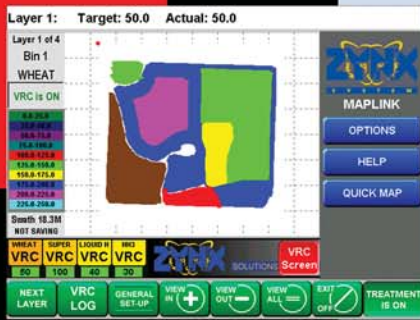 Layer 1: Target: 50.0 Actual: 50.0
Layer 1 of 4
Bin 1
WHEAT
VRC is ON
0.0-25.0
25.0-50.0
50.0-75.0
75.0-100.0
100.0-125.0
125.0-150.0
150.0-175.0
175.0-200.0
200.0-225.0
225.0-250.0
Swath 18.3M
NOT SAVING
ZYNX
SYSTEM
MAPLINK
OPTIONS
HELP
QUICK MAP
WHEAT
VRC
50
SUPER
VRC
100
LIQUID N
VRC
40
VRC
30
ZYNX
SOLUTIONS
VRC
Screen
NEXT
LAYER
VRC
LOG
GENERAL
SET-UP
VIEW
IN
VIEW
OUT
VIEW
ALL
EXIT
OFF
TREATMENT
IS ON